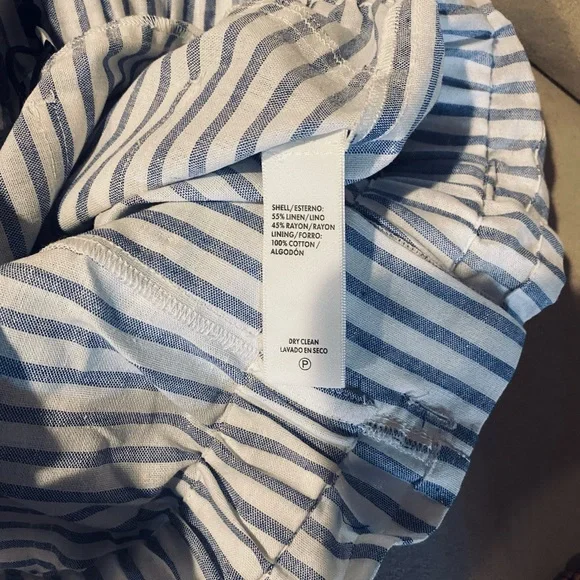 SHELL/ESTERNO:
55% LINEN/LINO
45% RAYON/RAYON
LINING/FORRO:
100% COTTON/
ALGODÓN
DRY CLEAN
LAVADO EN SECO
P